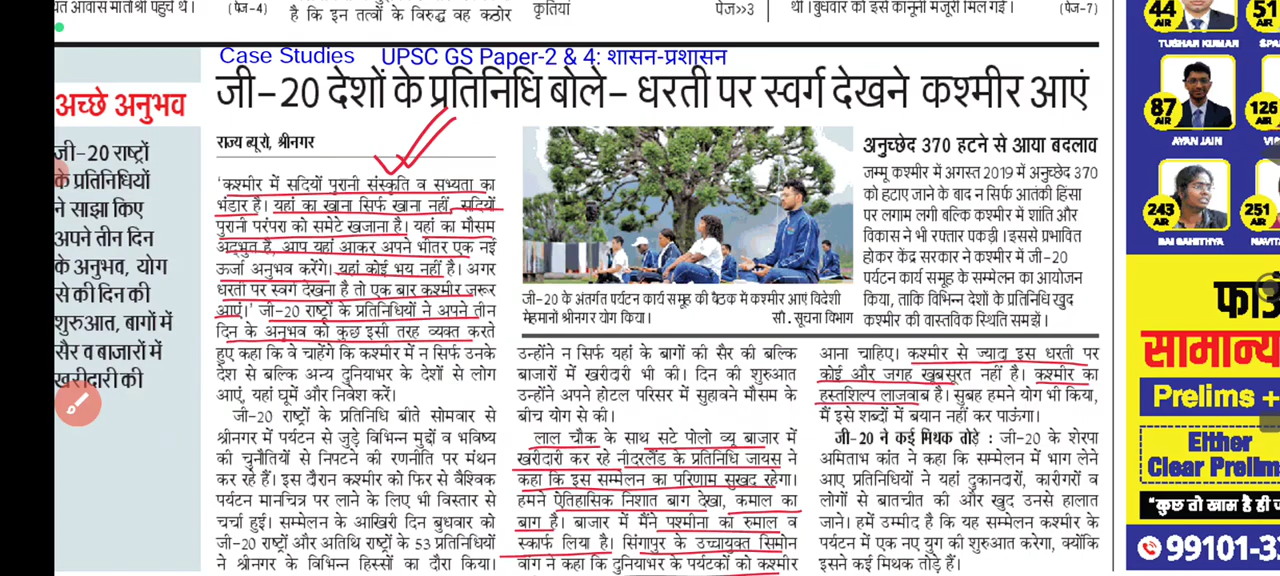 यत आवास मातोश्री पहुंचे थे।
(पेज-4)
है कि इन तत्वों के विरुद्ध वह कठोर
कृतियां
पेज>>3
थी। बुधवार को इसे कानूनी मंजूरी मिल गई।
(पेज-7)
Case Studies UPSC GS Paper-2 & 4: शासन-प्रशासन
जी-20 देशों के प्रतिनिधि बोले- धरती पर स्वर्ग देखने कश्मीर आएं
अच्छे अनुभव
जी-20 राष्ट्रों
के प्रतिनिधियों
ने साझा किए
अपने तीन दिन
के अनुभव, योग
से की दिन की
शुरुआत, बागों में
सैर व बाजारों में
खरीदारी की
राज्य ब्यूरो, श्रीनगर
'कश्मीर में सदियों पुरानी संस्कृति व सभ्यता का
भंडार है। यहां का खाना सिर्फ खाना नहीं, सदियों
पुरानी परंपरा को समेटे खजाना है। यहां का मौसम
अद्भुत है, आप यहां आकर अपने भीतर एक नई
ऊर्जा अनुभव करेंगे। यहां कोई भय नहीं है। अगर
धरती पर स्वर्ग देखना है तो एक बार कश्मीर जरूर
आएं।' जी-20 राष्ट्रों के प्रतिनिधियों ने अपने तीन
दिन के अनुभव को कुछ इसी तरह व्यक्त करते
हुए कहा कि वे चाहेंगे कि कश्मीर में न सिर्फ उनके
देश से बल्कि अन्य दुनियाभर के देशों से लोग
आएं, यहां घूमें और निवेश करें।
जी-20 राष्ट्रों के प्रतिनिधि बीते सोमवार से
श्रीनगर में पर्यटन से जुड़े विभिन्न मुद्दों व भविष्य
की चुनौतियों से निपटने की रणनीति पर मंथन
कर रहे हैं। इस दौरान कश्मीर को फिर से वैश्विक
पर्यटन मानचित्र पर लाने के लिए भी विस्तार से
चर्चा हुई। सम्मेलन के आखिरी दिन बुधवार को
जी-20 राष्ट्रों और अतिथि राष्ट्रों के 53 प्रतिनिधियों
ने श्रीनगर के विभिन्न हिस्सों का दौरा किया।
जी-20 के अंतर्गत पर्यटन कार्य समूह की बैठक में कश्मीर आएं विदेशी
मेहमानों श्रीनगर योग किया। सौ. सूचना विभाग
उन्होंने न सिर्फ यहां के बागों की सैर की बल्कि
बाजारों में खरीदारी भी की। दिन की शुरुआत
उन्होंने अपने होटल परिसर में सुहावने मौसम के
बीच योग से की।
लाल चौक के साथ सटे पोलो व्यू बाजार में
खरीदारी कर रहे नीदरलैंड के प्रतिनिधि जायस ने
कहा कि इस सम्मेलन का परिणाम सुखद रहेगा।
हमने ऐतिहासिक निशात बाग देखा, कमाल का
बाग है। बाजार में मैंने पश्मीना का रुमाल व
स्कार्फ लिया है। सिंगापुर के उच्चायुक्त सिमोन
वांग ने कहा कि दुनियाभर के पर्यटकों को कश्मीर
अनुच्छेद 370 हटने से आया बदलाव
जम्मू कश्मीर में अगस्त 2019 में अनुच्छेद 370
को हटाए जाने के बाद न सिर्फ आतंकी हिंसा
पर लगाम लगी बल्कि कश्मीर में शांति और
विकास ने भी रफ्तार पकड़ी। इससे प्रभावित
होकर केंद्र सरकार ने कश्मीर में जी-20
पर्यटन कार्य समूह के सम्मेलन का आयोजन
किया, ताकि विभिन्न देशों के प्रतिनिधि खुद
कश्मीर की वास्तविक स्थिति समझें।
आना चाहिए। कश्मीर से ज्यादा इस धरती पर
कोई और जगह खूबसूरत नहीं है। कश्मीर का
हस्तशिल्प लाजवाब है। सुबह हमने योग भी किया,
मैं इसे शब्दों में बयान नहीं कर पाऊंगा।
जी-20 ने कई मिथक तोड़े : जी-20 के शेरपा
अमिताभ कांत ने कहा कि सम्मेलन में भाग लेने
आए प्रतिनिधियों ने यहां दुकानदारों, कारीगरों व
लोगों से बातचीत की और खुद उनसे हालात
जाने। हमें उम्मीद है कि यह सम्मेलन कश्मीर के
पर्यटन में एक नए युग की शुरुआत करेगा, क्योंकि
इसने कई मिथक तोड़े हैं।
44 AIR
51 AIR
TUSHAR KUMAR
87 AIR
126 AIR
AYAN JAIN
243 AIR
251 AIR
SAI SAHITHYA
सामान्य
Prelims +
Either
Clear Prelims
"कुछ तो खास है ही
99101-3